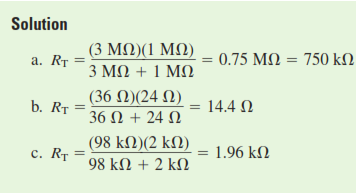 Solution
a. R_T = (3 MΩ)(1 MΩ) / 3 MΩ + 1 MΩ = 0.75 MΩ = 750 kΩ
b. R_T = (36 Ω)(24 Ω) / 36 Ω + 24 Ω = 14.4 Ω
c. R_T = (98 kΩ)(2 kΩ) / 98 kΩ + 2 kΩ = 1.96 kΩ